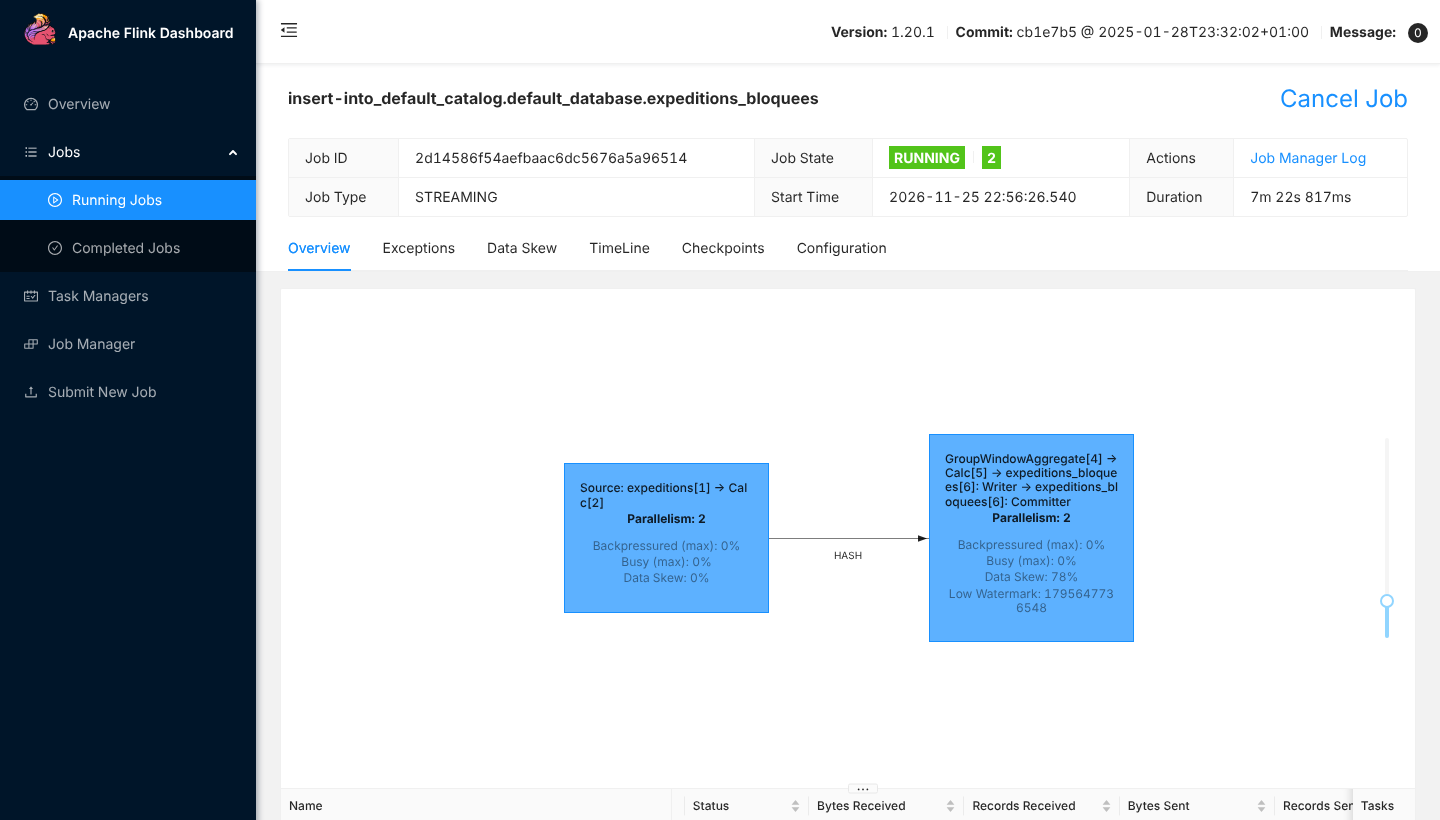 Apache Flink Dashboard
Version: 1.20.1 Commit: cb1e7b5 @ 2025-01-28T23:32:02+01:00 Message: 0
Overview
Jobs
Running Jobs
Completed Jobs
Task Managers
Job Manager
Submit New Job
insert-into_default_catalog.default_database.expeditions_bloquees
Cancel Job
Job ID 2d14586f54aefbaac6dc5676a5a96514 Job State RUNNING 2 Actions Job Manager Log
Job Type STREAMING Start Time 2026-11-25 22:56:26.540 Duration 7m 22s 817ms
Overview Exceptions Data Skew TimeLine Checkpoints Configuration
Source: expeditions[1] -> Cal
c[2]
Parallelism: 2
Backpressured (max): 0%
Busy (max): 0%
Data Skew: 0%
HASH
GroupWindowAggregate[4] ->
Calc[5] -> expeditions_bloque
es[6]: Writer -> expeditions_bl
oquees[6]: Committer
Parallelism: 2
Backpressured (max): 0%
Busy (max): 0%
Data Skew: 78%
Low Watermark: 179564773
6548
Name Status Bytes Received Records Received Bytes Sent Records Ser Tasks